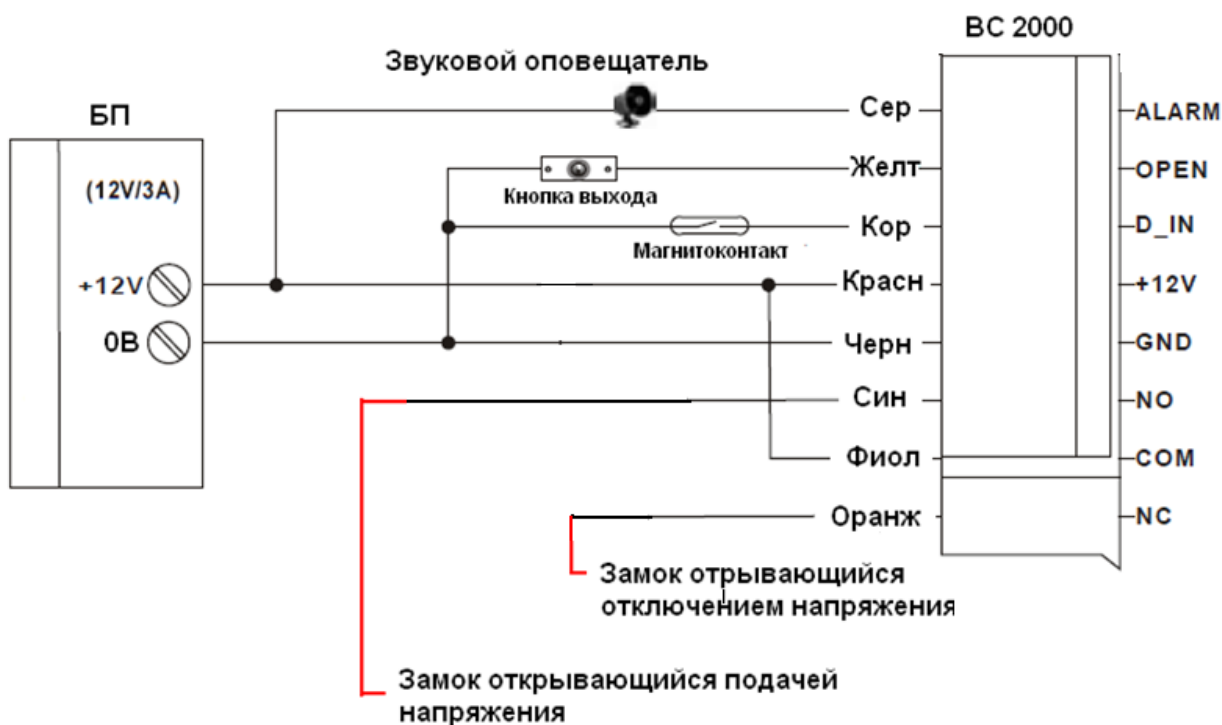 ВС 2000
Звуковой оповещатель
БП
Сер
ALARM
(12V/3A)
Желт
OPEN
Кнопка выхода
Кор
D_IN
Магнитоконтакт
+12V
Красн
+12V
0В
Черн
GND
Син
NO
Фиол
COM
Оранж
NC
Замок отрывающийся
отключением напряжения
Замок открывающийся подачей
напряжения